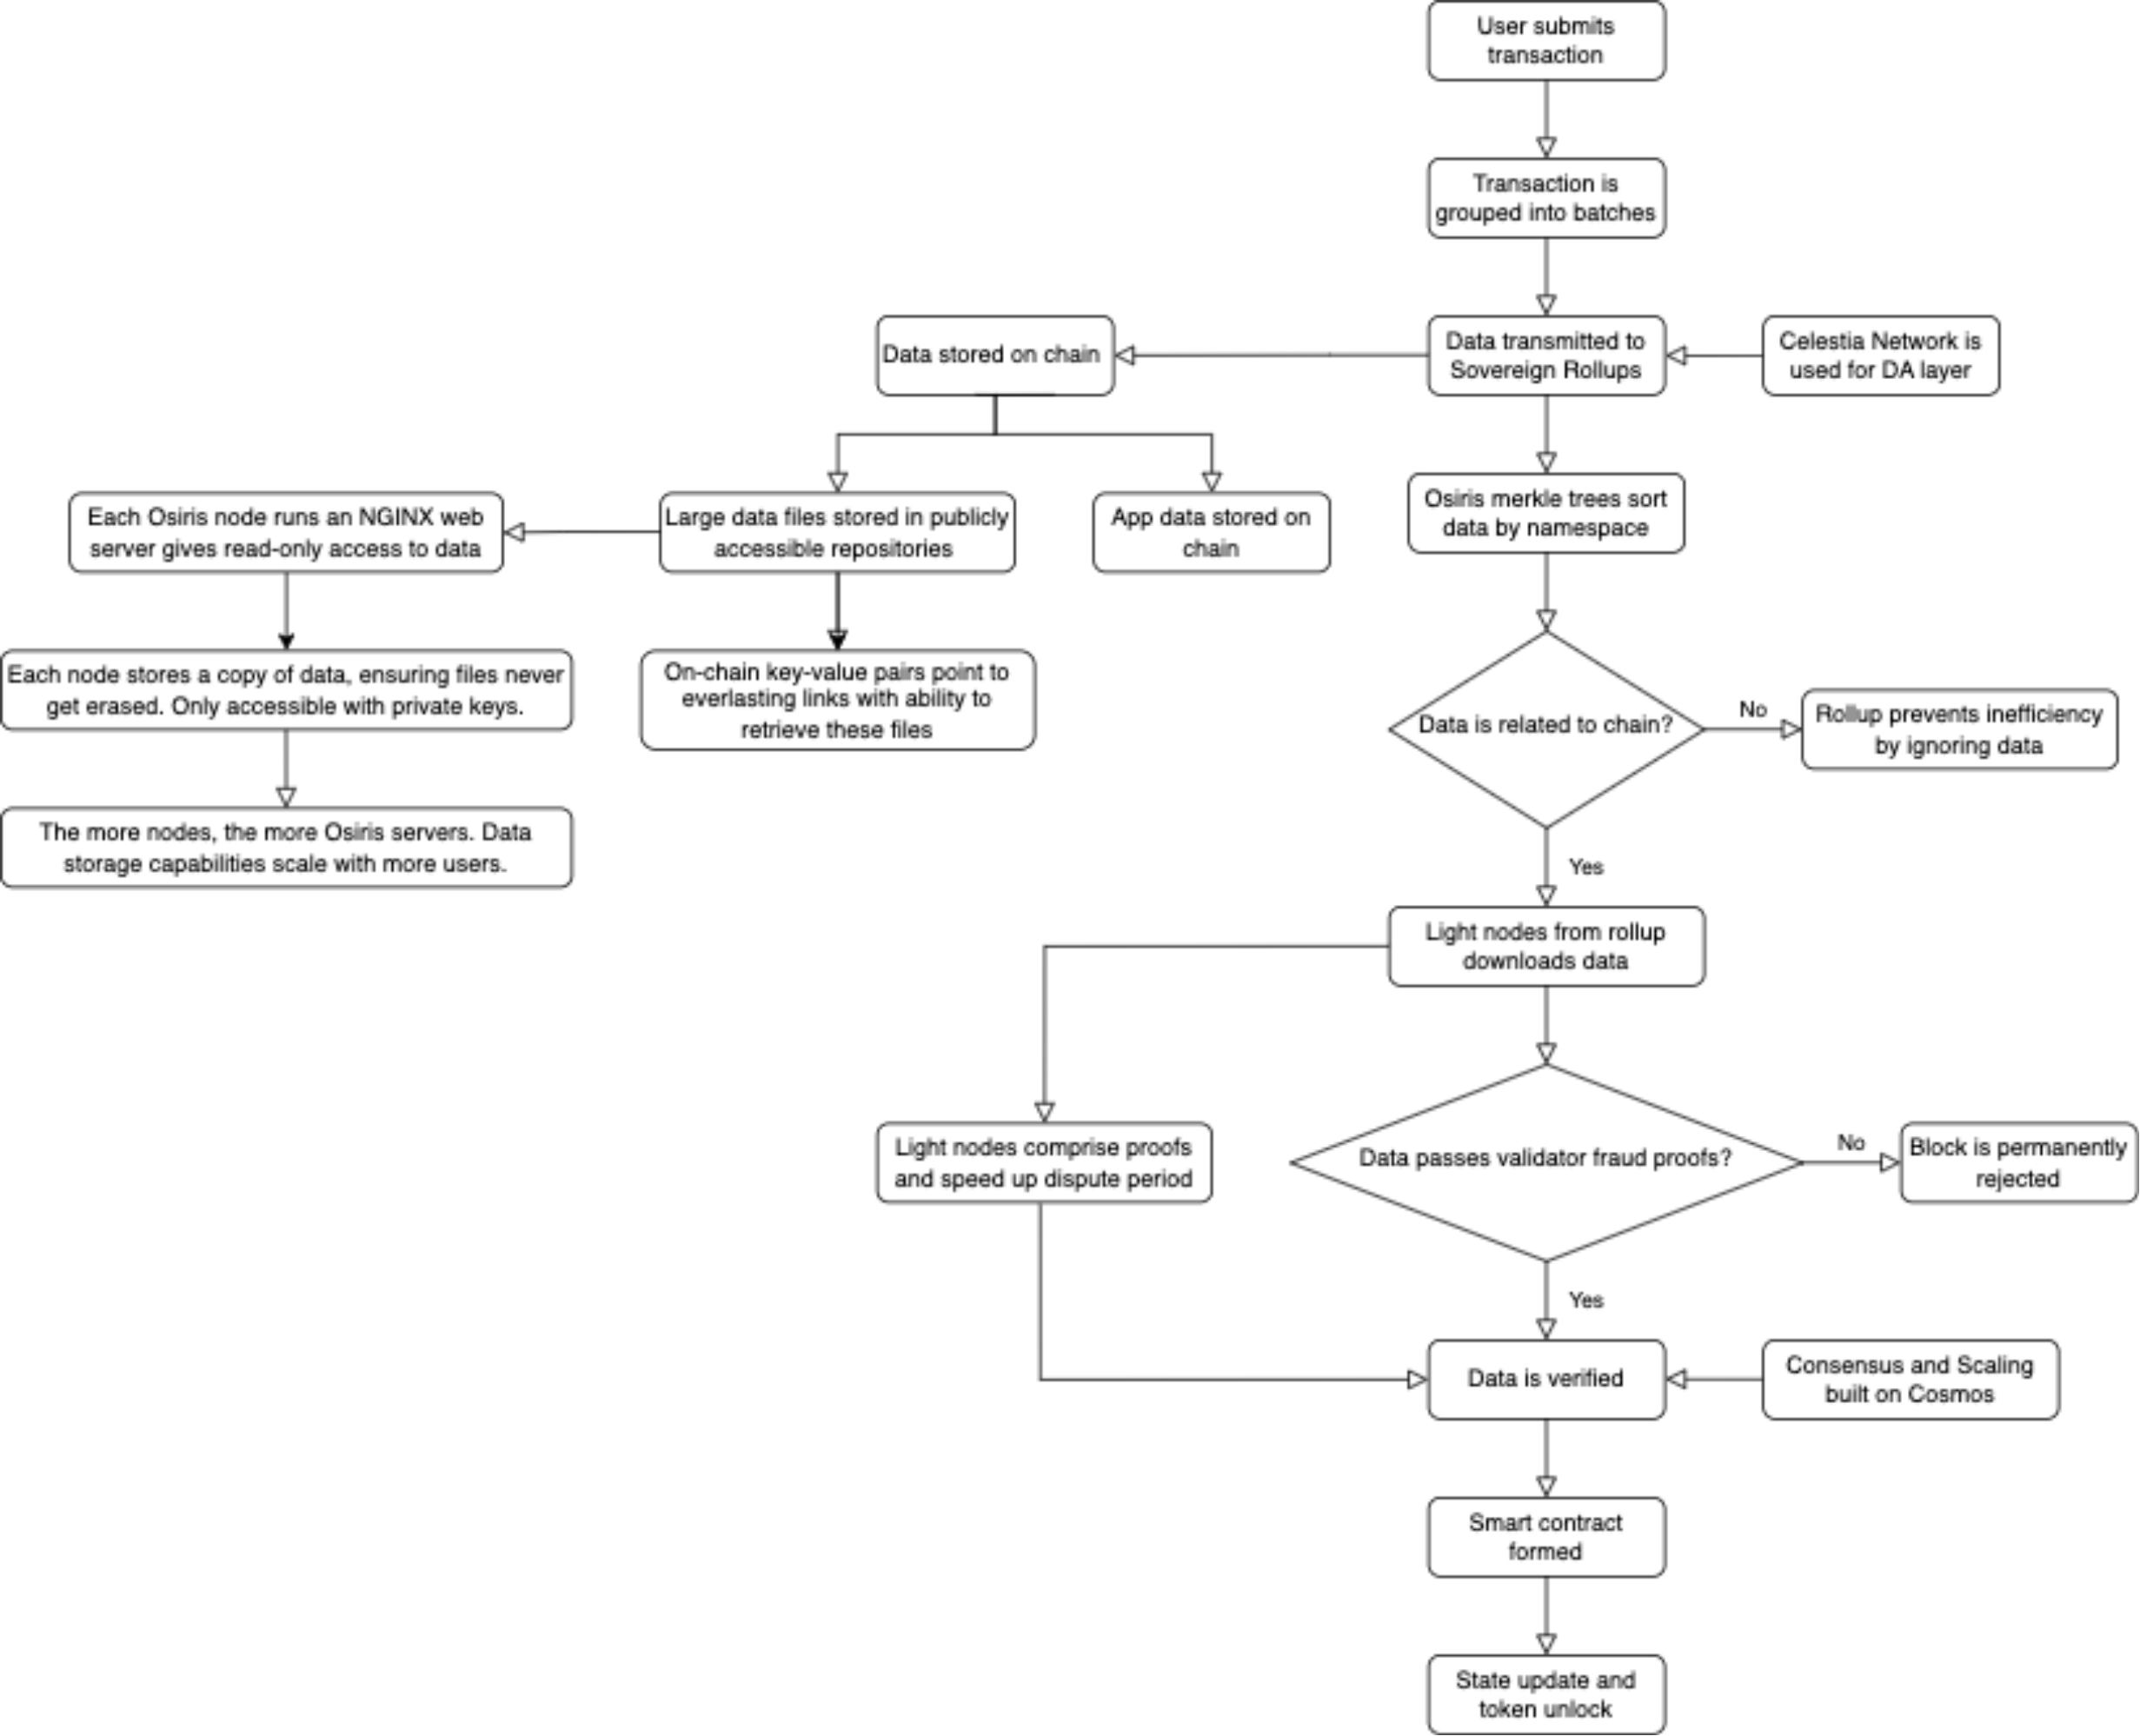 User submits
transaction
Transaction is
grouped into batches
Data stored on chain
Data transmitted to
Sovereign Rollups
Celestia Network is
used for DA layer
Each Osiris node runs an NGINX web
server gives read-only access to data
Large data files stored in publicly
accessible repositories
App data stored on
chain
Osiris merkle trees sort
data by namespace
Each node stores a copy of data, ensuring files never
get erased. Only accessible with private keys.
On-chain key-value pairs point to
everlasting links with ability to
retrieve these files
Data is related to chain?
No
Rollup prevents inefficiency
by ignoring data
The more nodes, the more Osiris servers. Data
storage capabilities scale with more users.
Yes
Light nodes from rollup
downloads data
Light nodes comprise proofs
and speed up dispute period
Data passes validator fraud proofs?
No
Block is permanently
rejected
Yes
Data is verified
Consensus and Scaling
built on Cosmos
Smart contract
formed
State update and
token unlock